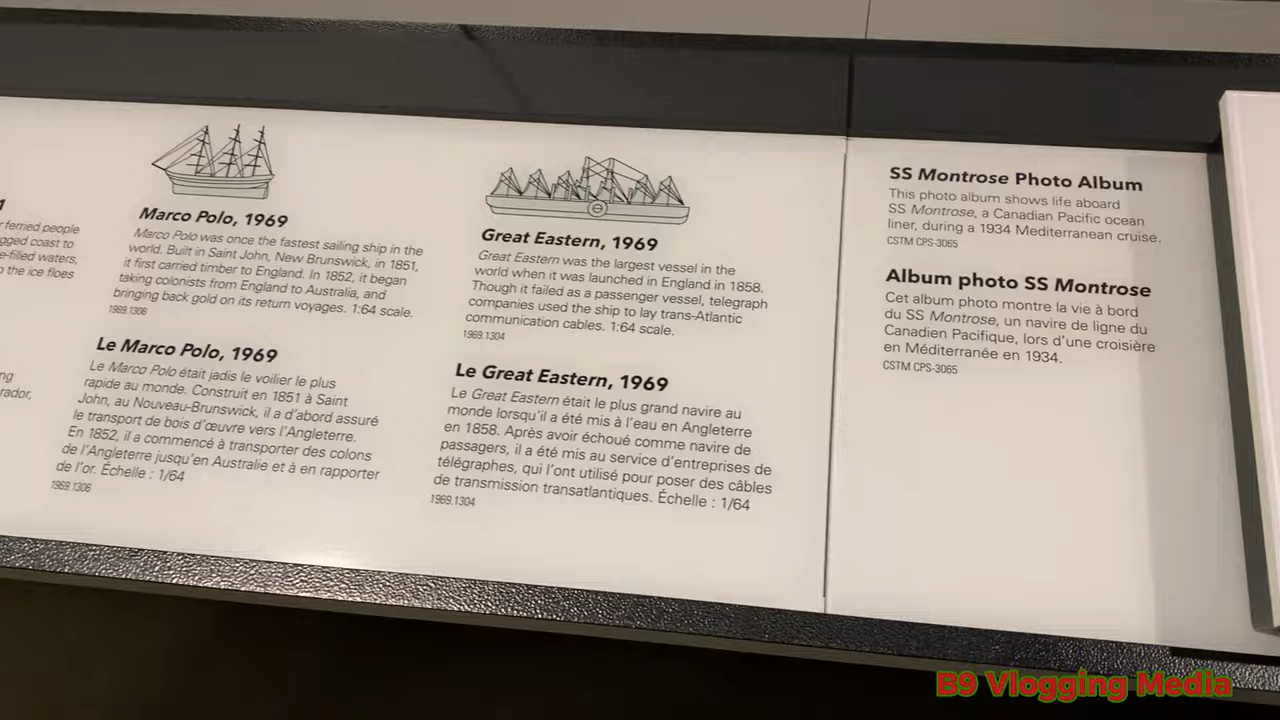 r ferried people
gged coast to
e-filled waters,
o the ice floes
ng
rador,
Marco Polo, 1969
Marco Polo was once the fastest sailing ship in the
world. Built in Saint John, New Brunswick, in 1851,
it first carried timber to England. In 1852, it began
taking colonists from England to Australia, and
bringing back gold on its return voyages. 1:64 scale.
1969.1306
Le Marco Polo, 1969
Le Marco Polo était jadis le voilier le plus
rapide au monde. Construit en 1851 à Saint
John, au Nouveau-Brunswick, il a d'abord assuré
le transport de bois d'œuvre vers l'Angleterre.
En 1852, il a commencé à transporter des colons
de l'Angleterre jusqu'en Australie et à en rapporter
de l'or. Échelle : 1/64
1969.1306
Great Eastern, 1969
Great Eastern was the largest vessel in the
world when it was launched in England in 1858.
Though it failed as a passenger vessel, telegraph
companies used the ship to lay trans-Atlantic
communication cables. 1:64 scale.
1969.1304
Le Great Eastern, 1969
Le Great Eastern était le plus grand navire au
monde lorsqu'il a été mis à l'eau en Angleterre
en 1858. Après avoir échoué comme navire de
passagers, il a été mis au service d'entreprises de
télégraphes, qui l'ont utilisé pour poser des câbles
de transmission transatlantiques. Échelle : 1/64
1969.1304
SS Montrose Photo Album
This photo album shows life aboard
SS Montrose, a Canadian Pacific ocean
liner, during a 1934 Mediterranean cruise.
CSTM CPS-3065
Album photo SS Montrose
Cet album photo montre la vie à bord
du SS Montrose, un navire de ligne du
Canadien Pacifique, lors d'une croisière
en Méditerranée en 1934.
CSTM CPS-3065
B9 Vlogging Media